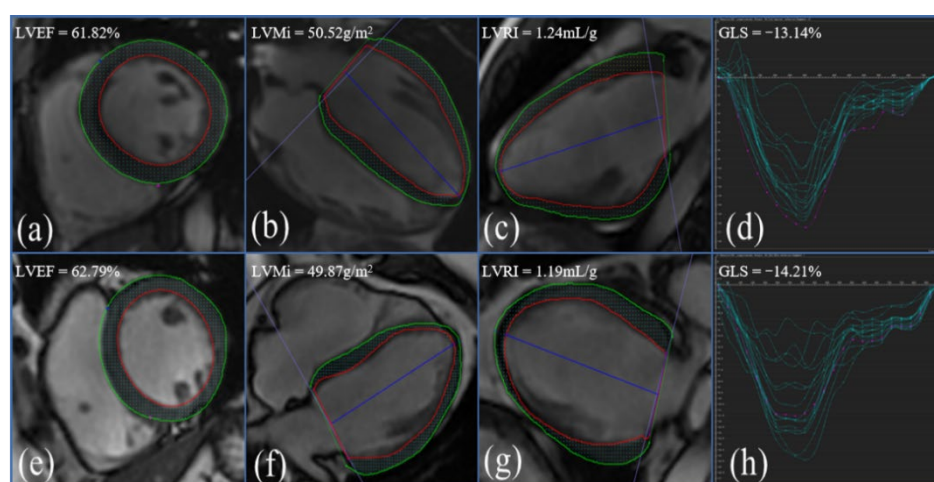 LVEF = 61.82%
LVMi = 50.52g/m²
LVRI = 1.24mL/g
GLS = −13.14%
(a)
(b)
(c)
(d)
LVEF = 62.79%
LVMi = 49.87g/m²
LVRI = 1.19mL/g
GLS = −14.21%
(e)
(f)
(g)
(h)